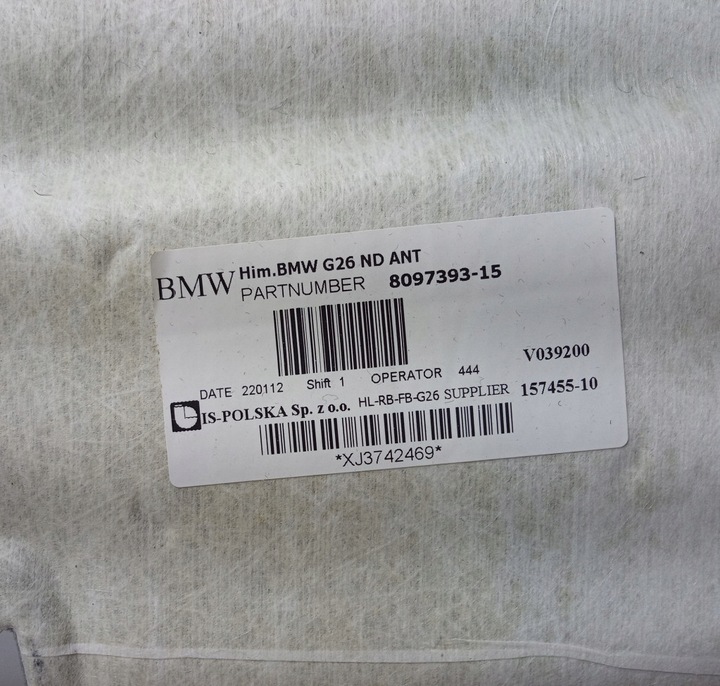 BMW Him.BMW G26 ND ANT
PARTNUMBER 8097393-15
V039200
DATE 220112 Shift 1 OPERATOR 444
IS-POLSKA Sp. z o.o. HL-RB-FB-G26 SUPPLIER 157455-10
*XJ3742469*